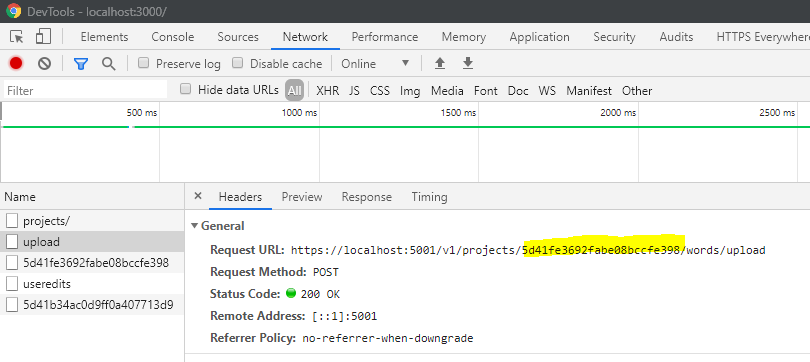 DevTools - localhost:3000/
Elements Console Sources Network Performance Memory Application Security Audits HTTPS Everywhere
Preserve log Disable cache Online
Filter Hide data URLs All XHR JS CSS Img Media Font Doc WS Manifest Other
500 ms 1000 ms 1500 ms 2000 ms 2500 ms
Name × Headers Preview Response Timing
projects/
upload
5d41fe3692fabe08bccfe398
useredits
5d41b34ac0d9ff0a407713d9
General
Request URL: https://localhost:5001/v1/projects/5d41fe3692fabe08bccfe398/words/upload
Request Method: POST
Status Code: 200 OK
Remote Address: [::1]:5001
Referrer Policy: no-referrer-when-downgrade